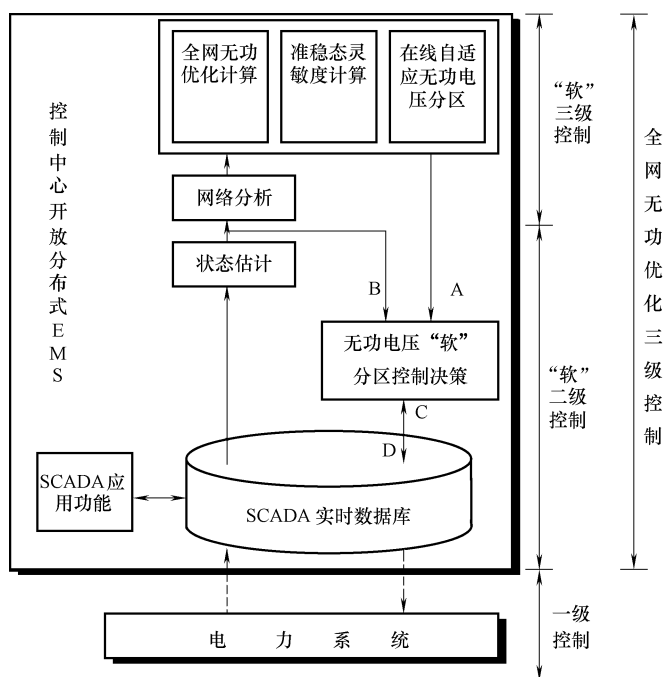 全网无功
优化计算
准稳态灵
敏度计算
在线自适
应无功电
压分区
网络分析
状态估计
B
A
无功电压“软”
分区控制决策
C
D
SCADA应
用功能
SCADA 实时数据库
电力系统
控制中心开放分布式EMS
“软”
三级
控制
“软”
二级
控制
一级
控制
全网无功优化三级控制